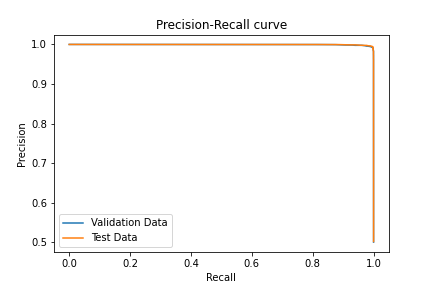 Precision-Recall curve
Precision
1.0
0.9
0.8
0.7
0.6
0.5
Validation Data
Test Data
0.0 0.2 0.4 0.6 0.8 1.0
Recall